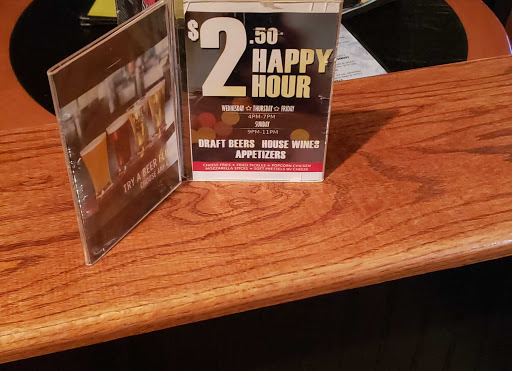 $2.50
HAPPY
HOUR
WEDNESDAY ☆ THURSDAY ☆ FRIDAY
4PM-7PM
SUNDAY
9PM-11PM
DRAFT BEERS HOUSE WINES
APPETIZERS
CHEESE FRIES • FRIED PICKLES • POPCORN CHICKEN
MOZZARELLA STICKS • SOFT PRETZELS W/ CHEESE
TRY A BEER